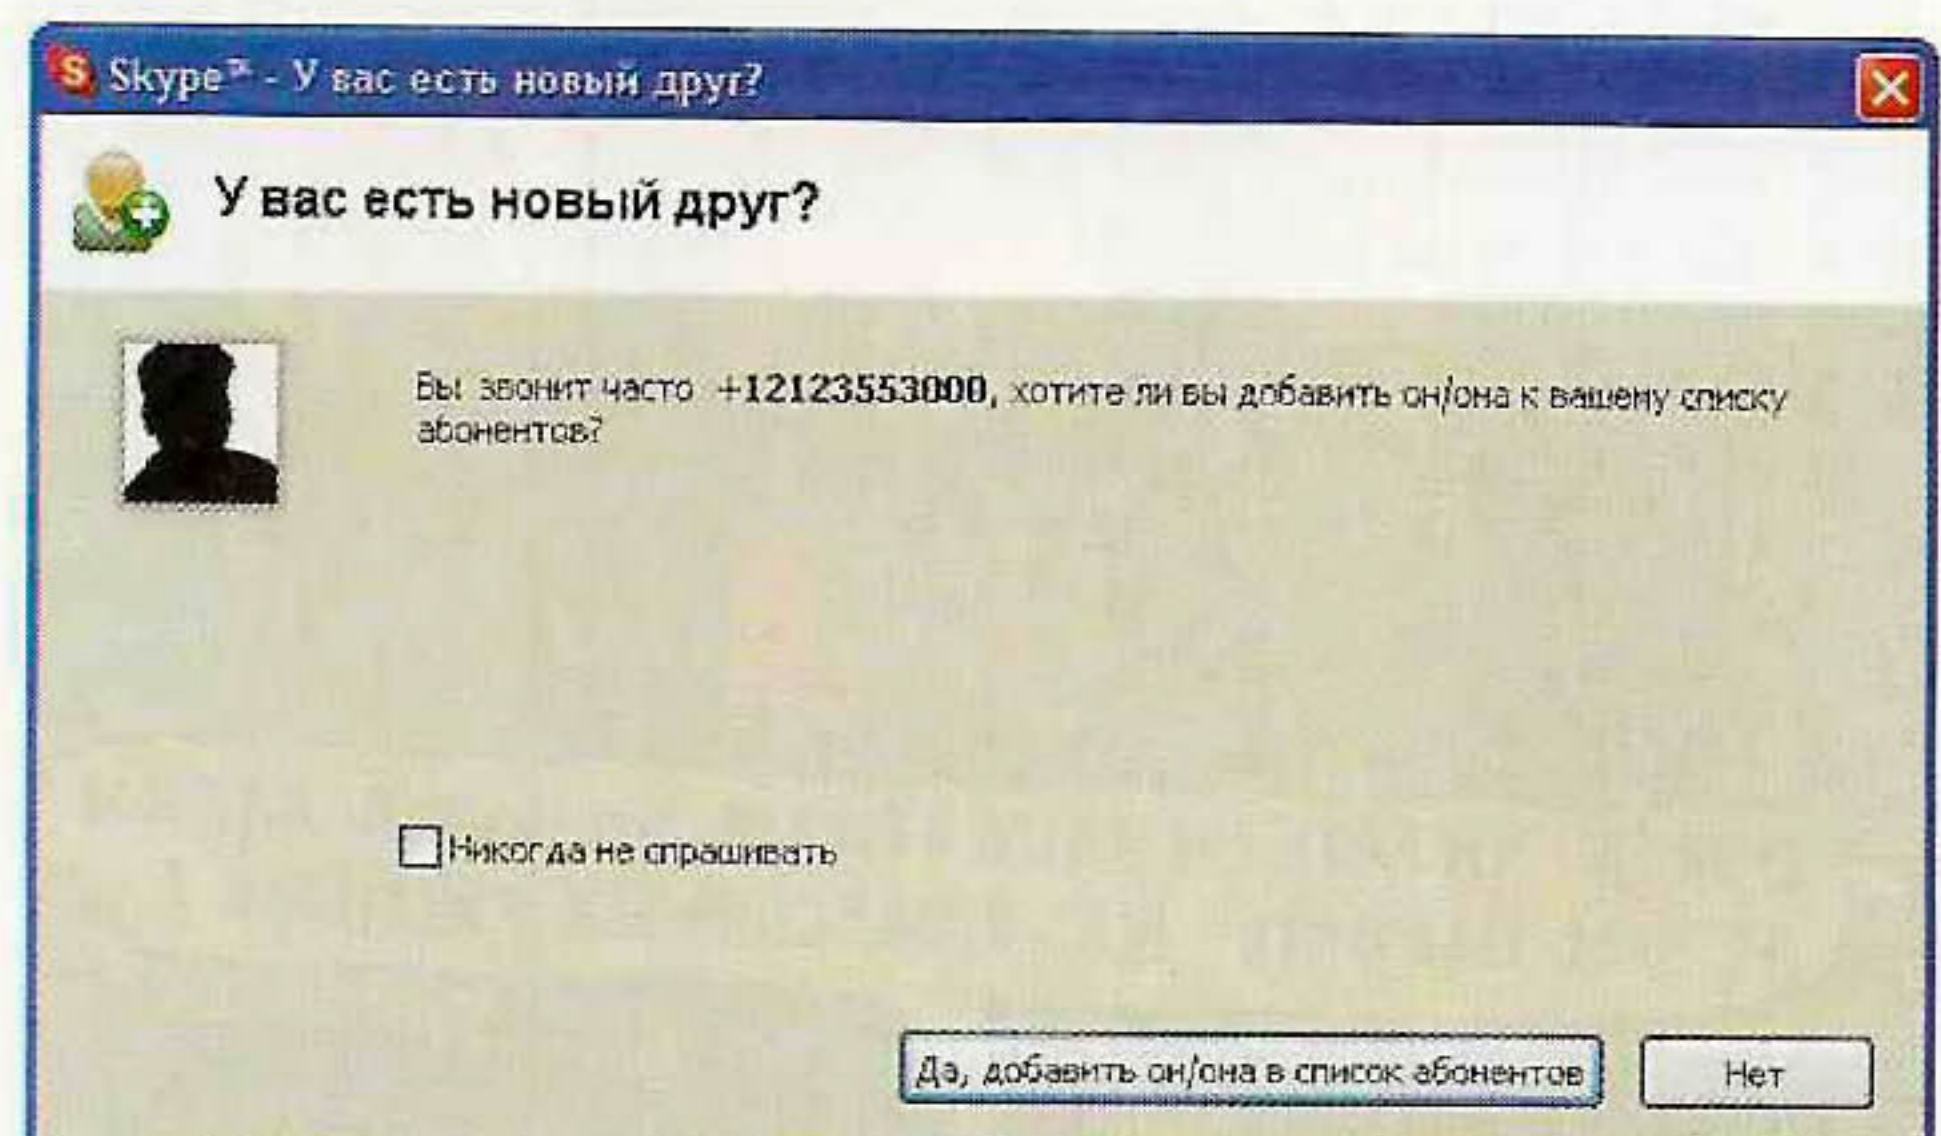 Skype™ - У вас есть новый друг?
У вас есть новый друг?
Вы звонит часто +12123553000, хотите ли вы добавить он/она к вашему списку
абонентов?
Никогда не спрашивать
Да, добавить он/она в список абонентов
Нет